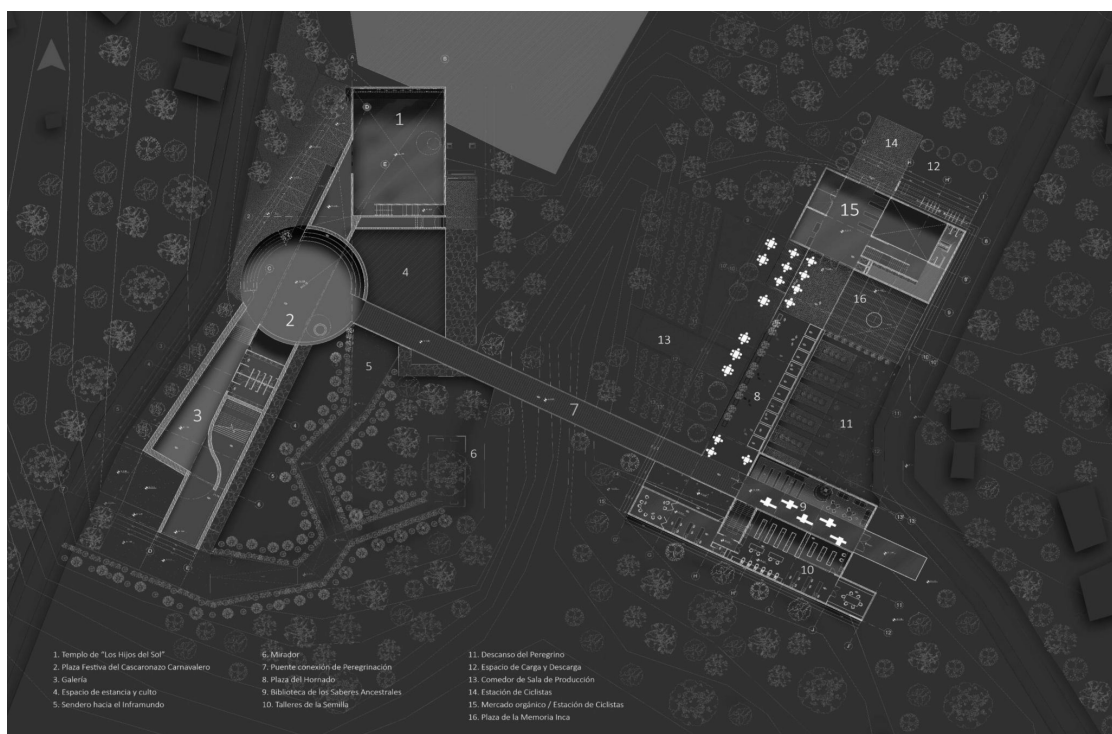 1
14
12
15
4
16
2
13
5
8
7
3
11
6
9
10
1. Templo de "Los Hijos del Sol"
2. Plaza Festiva del Cascaronazo Carnavalero
3. Galería
4. Espacio de estancia y culto
5. Sendero hacia el Inframundo
6. Mirador
7. Puente conexión de Peregrinación
8. Plaza del Hornado
9. Biblioteca de los Saberes Ancestrales
10. Talleres de la Semilla
11. Descanso del Peregrino
12. Espacio de Carga y Descarga
13. Comedor de Sala de Producción
14. Estación de Ciclistas
15. Mercado orgánico / Estación de Ciclistas
16. Plaza de la Memoria Inca